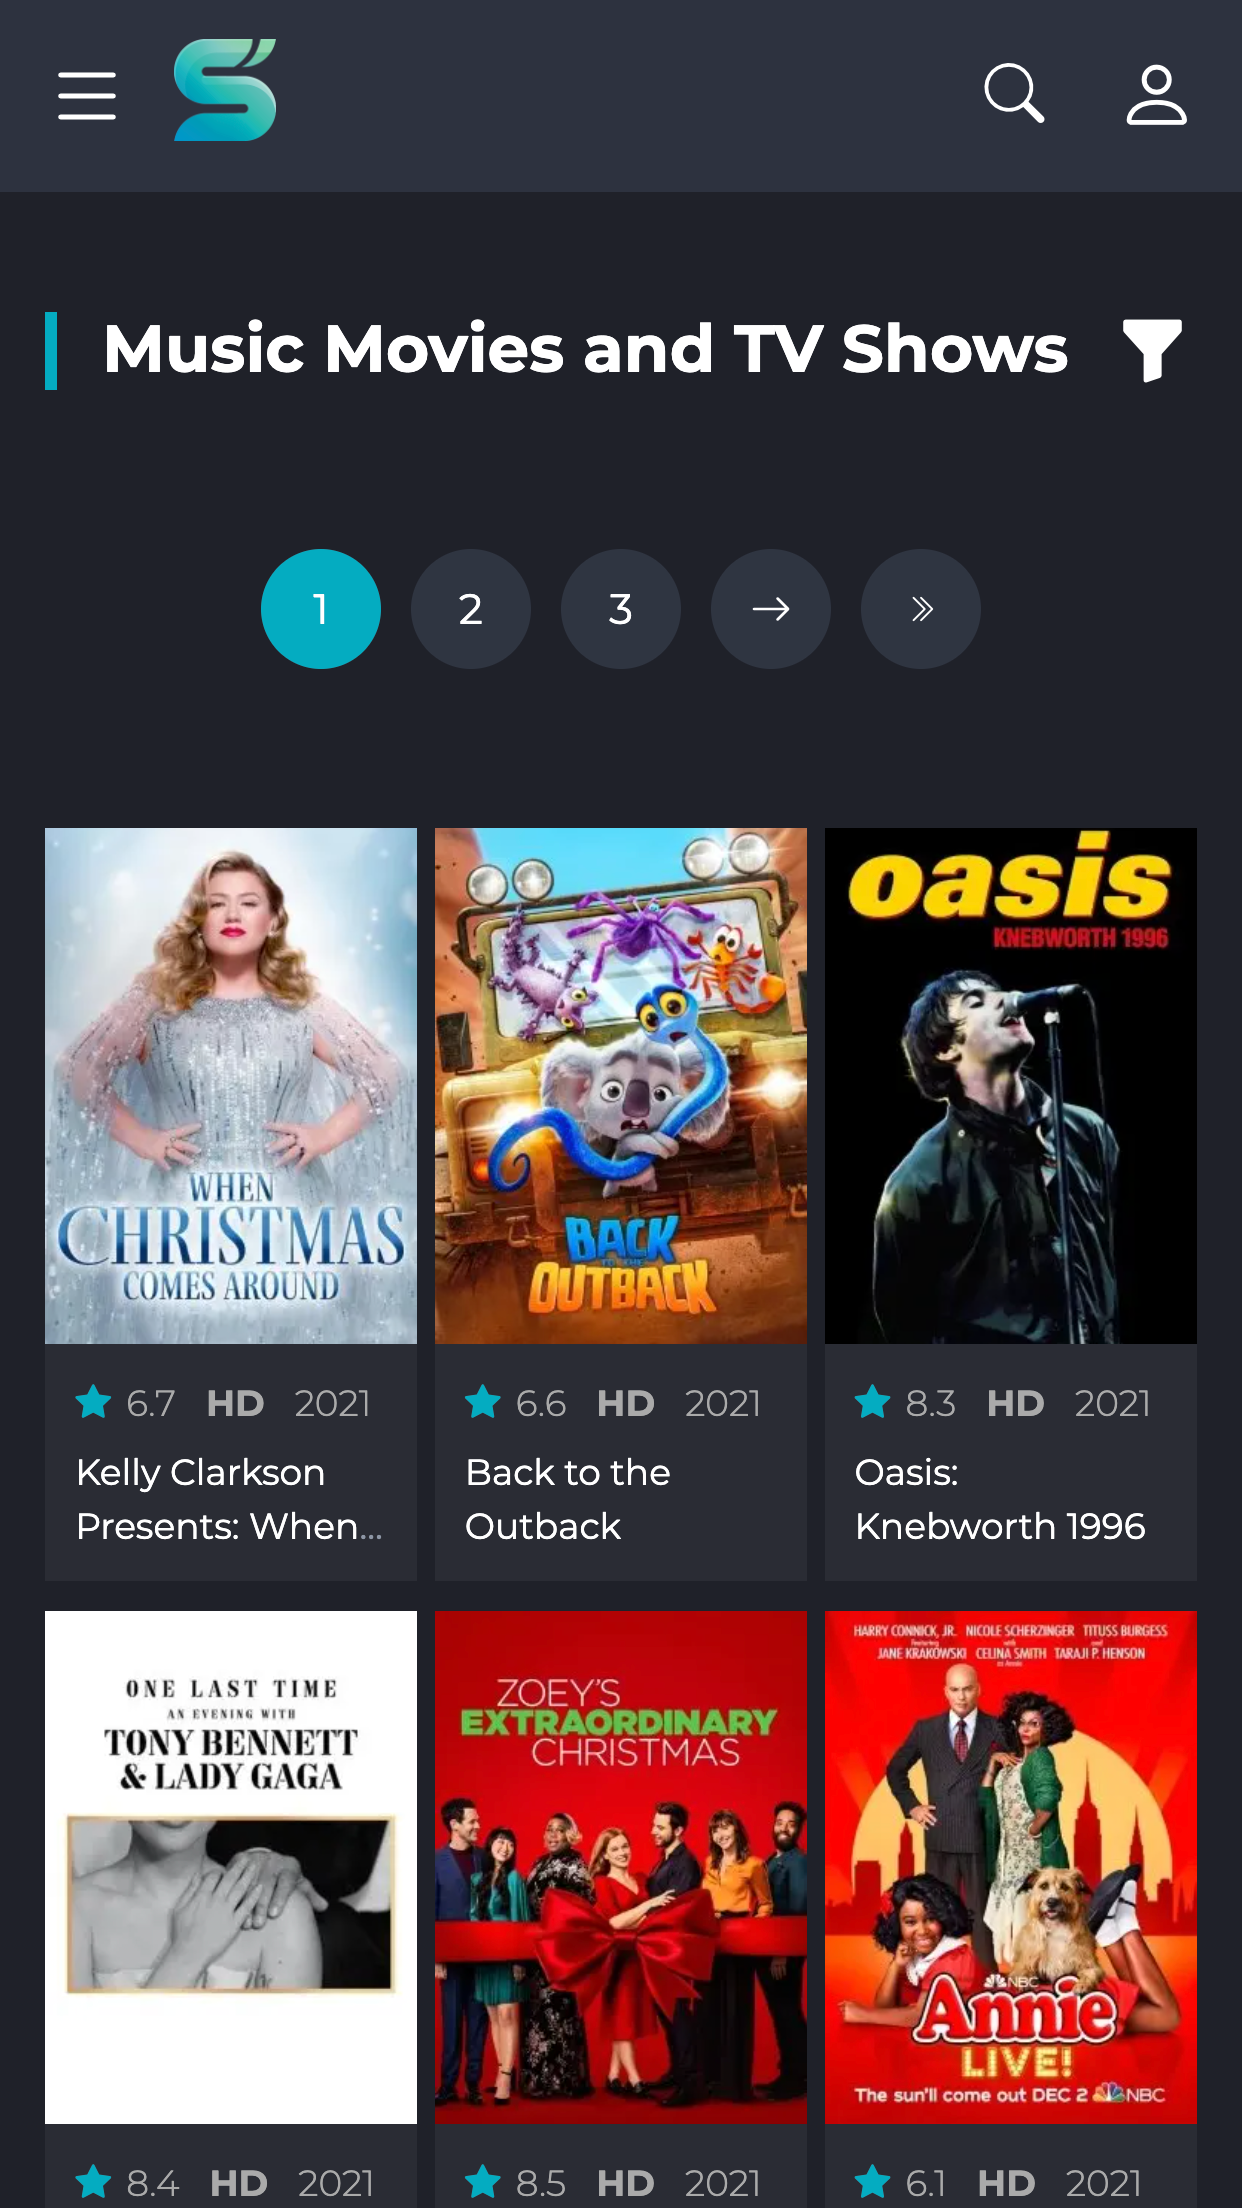 Music Movies and TV Shows
1
2
3
WHEN
CHRISTMAS
COMES AROUND
6.7 HD 2021
Kelly Clarkson
Presents: When...
BACK
TO THE
OUTBACK
6.6 HD 2021
Back to the
Outback
oasis
KNEBWORTH 1996
8.3 HD 2021
Oasis:
Knebworth 1996
ONE LAST TIME
AN EVENING WITH
TONY BENNETT
& LADY GAGA
8.4 HD 2021
ZOEY'S
EXTRAORDINARY
CHRISTMAS
8.5 HD 2021
HARRY CONNICK, JR. NICOLE SCHERZINGER TITUSS BURGESS
JANE KRAKOWSKI CELINA SMITH TARAJI P. HENSON
NBC
Annie
LIVE!
The sun'll come out DEC 2 NBC
6.1 HD 2021